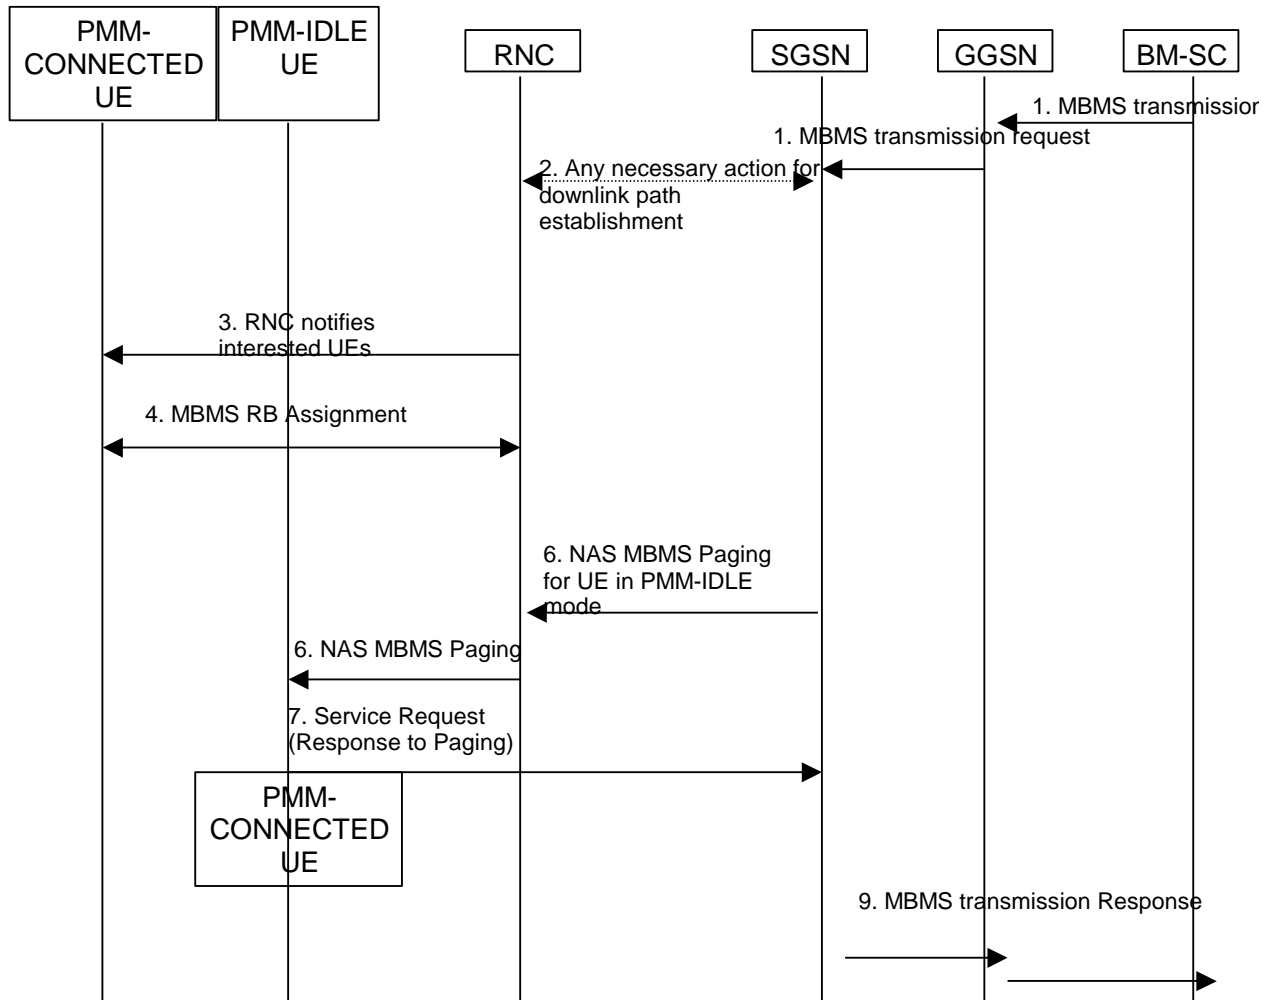 PMM-
CONNECTED
UE
PMM-IDLE
UE
RNC
SGSN
GGSN
BM-SC
1. MBMS transmission
1. MBMS transmission request
2. Any necessary action for
downlink path
establishment
3. RNC notifies
interested UEs
4. MBMS RB Assignment
6. NAS MBMS Paging
for UE in PMM-IDLE
mode
6. NAS MBMS Paging
7. Service Request
(Response to Paging)
PMM-
CONNECTED
UE
9. MBMS transmission Response